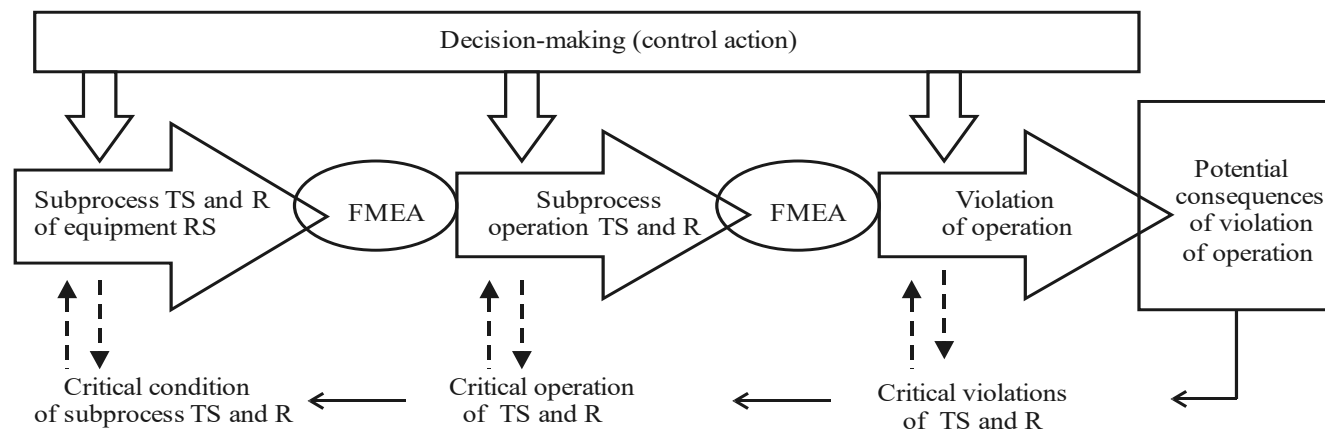 Decision-making (control action)
Subprocess TS and R
of equipment RS
FMEA
Subprocess
operation TS and R
FMEA
Violation
of operation
Potential
consequences
of violation
of operation
Critical condition
of subprocess TS and R
Critical operation
of TS and R
Critical violations
of TS and R